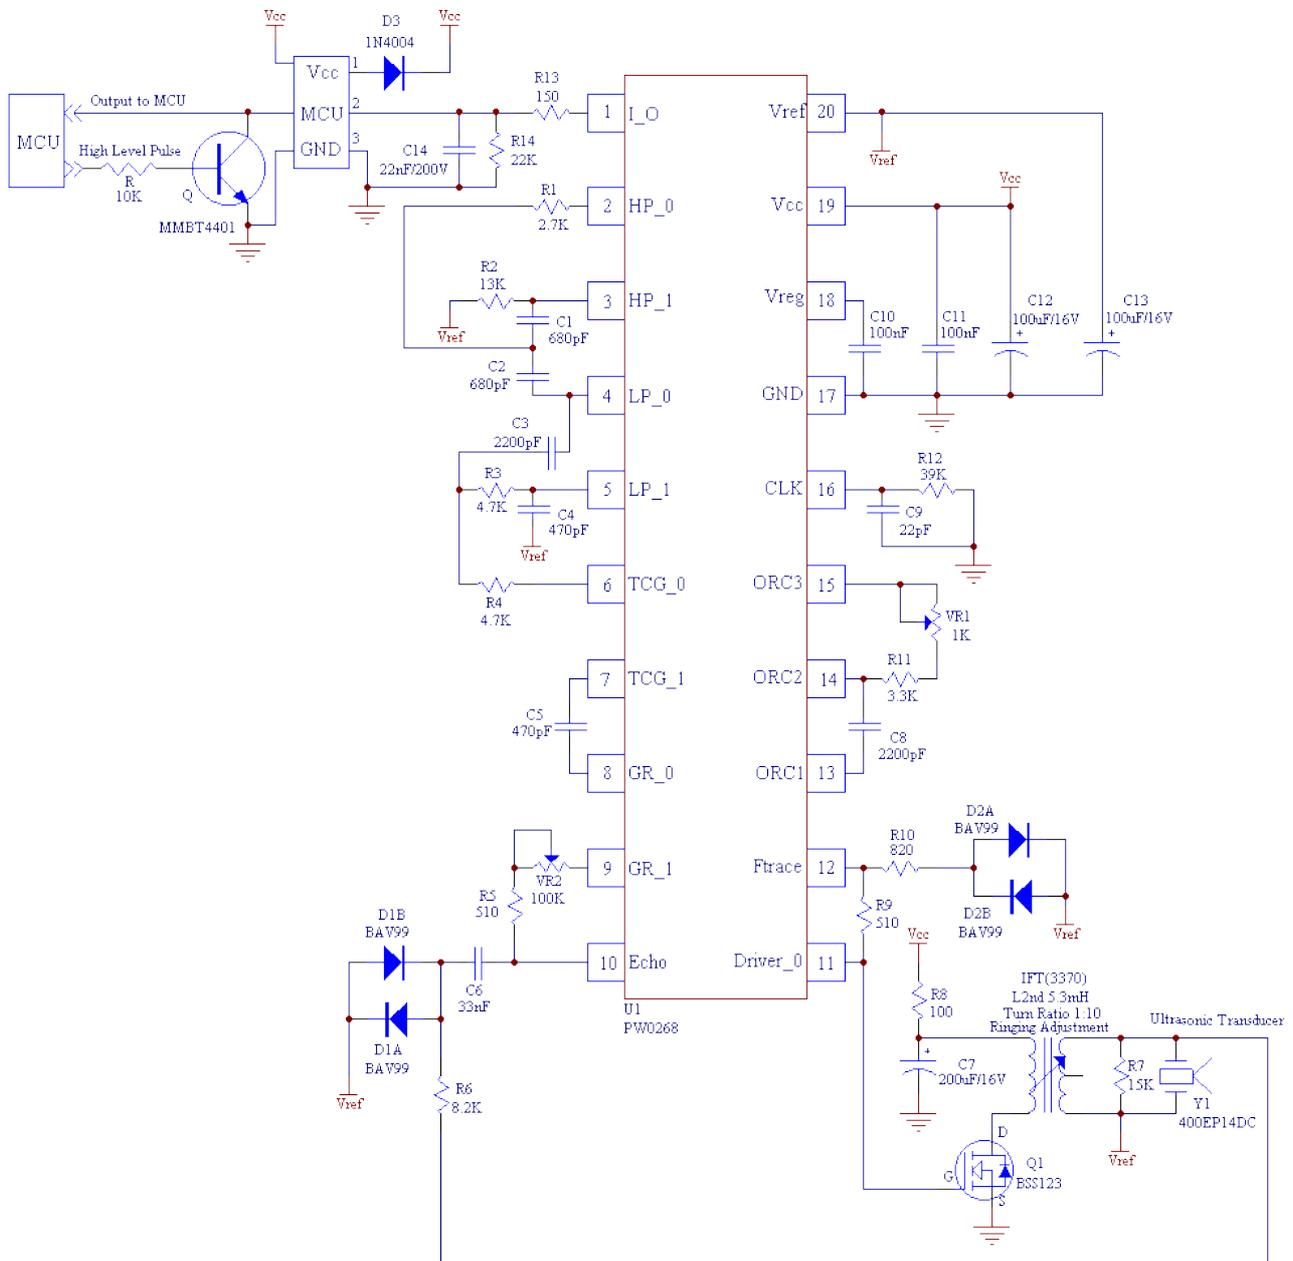 Vcc
D3
1N4004
Vcc
Output to MCU
MCU
High Level Pulse
R
10K
Q
MMBT4401
Vcc
1
MCU
2
GND
3
C14
22nF/200V
R14
22K
R13
150
R1
2.7K
R2
13K
Vref
C1
680pF
C2
680pF
C3
2200pF
R3
4.7K
C4
470pF
Vref
R4
4.7K
C5
470pF
VR2
100K
R5
510
D1B
BAV99
C6
33nF
D1A
BAV99
Vref
R6
8.2K
1 I_O
2 HP_0
3 HP_1
4 LP_0
5 LP_1
6 TCG_0
7 TCG_1
8 GR_0
9 GR_1
10 Echo
U1
PW0268
Vref 20
Vcc 19
Vreg 18
GND 17
CLK 16
ORC3 15
ORC2 14
ORC1 13
Ftrace 12
Driver_0 11
Vref
Vcc
C10
100nF
C11
100nF
C12
100uF/16V
+
C13
100uF/16V
+
R12
39K
C9
22pF
VR1
1K
R11
3.3K
C8
2200pF
D2A
BAV99
R10
820
D2B
BAV99
Vref
R9
510
Vcc
R8
100
+
C7
200uF/16V
IFT(3370)
L2nd 5.3mH
Turn Ratio 1:10
Ringing Adjustment
Ultrasonic Transducer
R7
15K
Y1
400EP14DC
Vref
D
G
S
Q1
BSS123